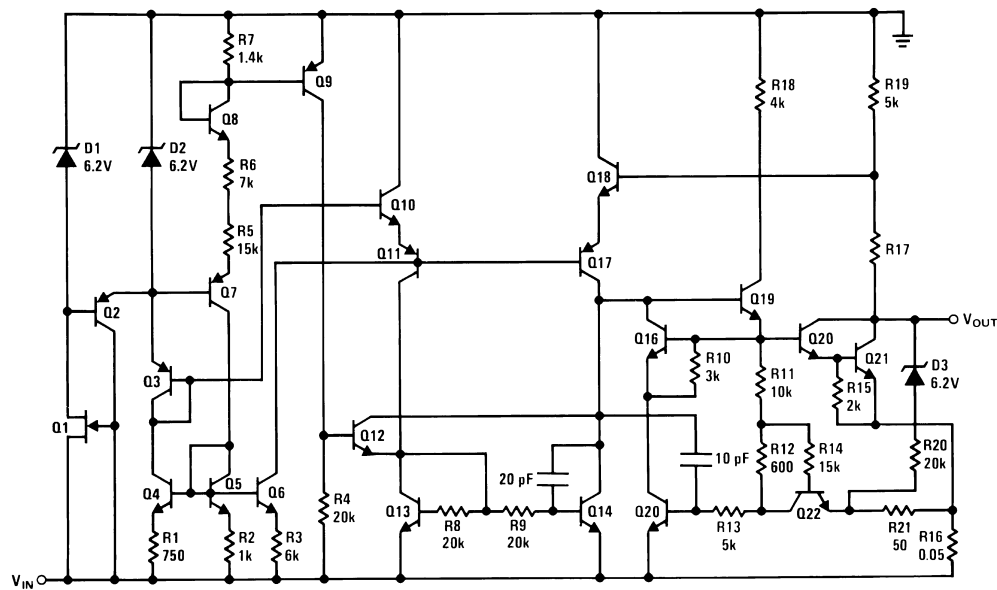 R7
1.4k
Q9
R18
4k
R19
5k
Q8
D1
6.2V
D2
6.2V
R6
7k
Q18
Q10
R5
15k
Q11
R17
Q7
Q17
Q2
Q19
VOUT
Q16
Q20
Q21
R10
3k
D3
6.2V
Q3
R11
10k
R15
2k
Q1
Q12
R12
600
R14
15k
R20
20k
20 pF
10 pF
Q4
Q5
Q6
R4
20k
Q13
R8
20k
R9
20k
Q14
Q20
R13
5k
Q22
R21
50
R16
0.05
R1
750
R2
1k
R3
6k
VIN